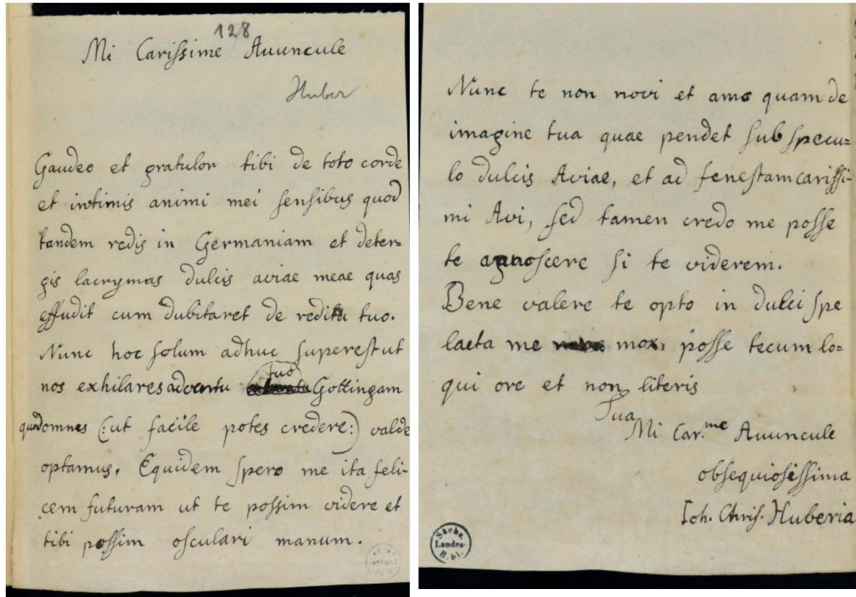 128
Mi Carissime Avuncule
Huber
Gaudeo et gratulor tibi de toto corde
et intimis animi mei sensibus quod
tandem redis in Germaniam et deter-
gis lacrymas dulcis aviae meae quas
effudit cum dubitaret de reditu tuo.
Nunc hoc solum adhuc superest ut
tuo
nos exhilares adventu Gottingam
quod omnes (:ut facile potes credere:) valde
optamus. Equidem spero me ita feli-
cem futuram ut te possim videre et
tibi possim osculari manum.
Nunc te non novi et amo quam de
imagine tua quae pendet sub specu=
lo dulcis Aviae, et ad fenestam carissi-
mi Avi, sed tamen credo me posse
te agnoscere si te viderem.
Bene valere te opto in dulci spe
laeta me mox, posse tecum lo=
qui ore et non literis
Tua
Mi Car.me Avuncule
obsequiosissima
Joh. Chris. Huberia
Sächs.
Landes-
Bibl.